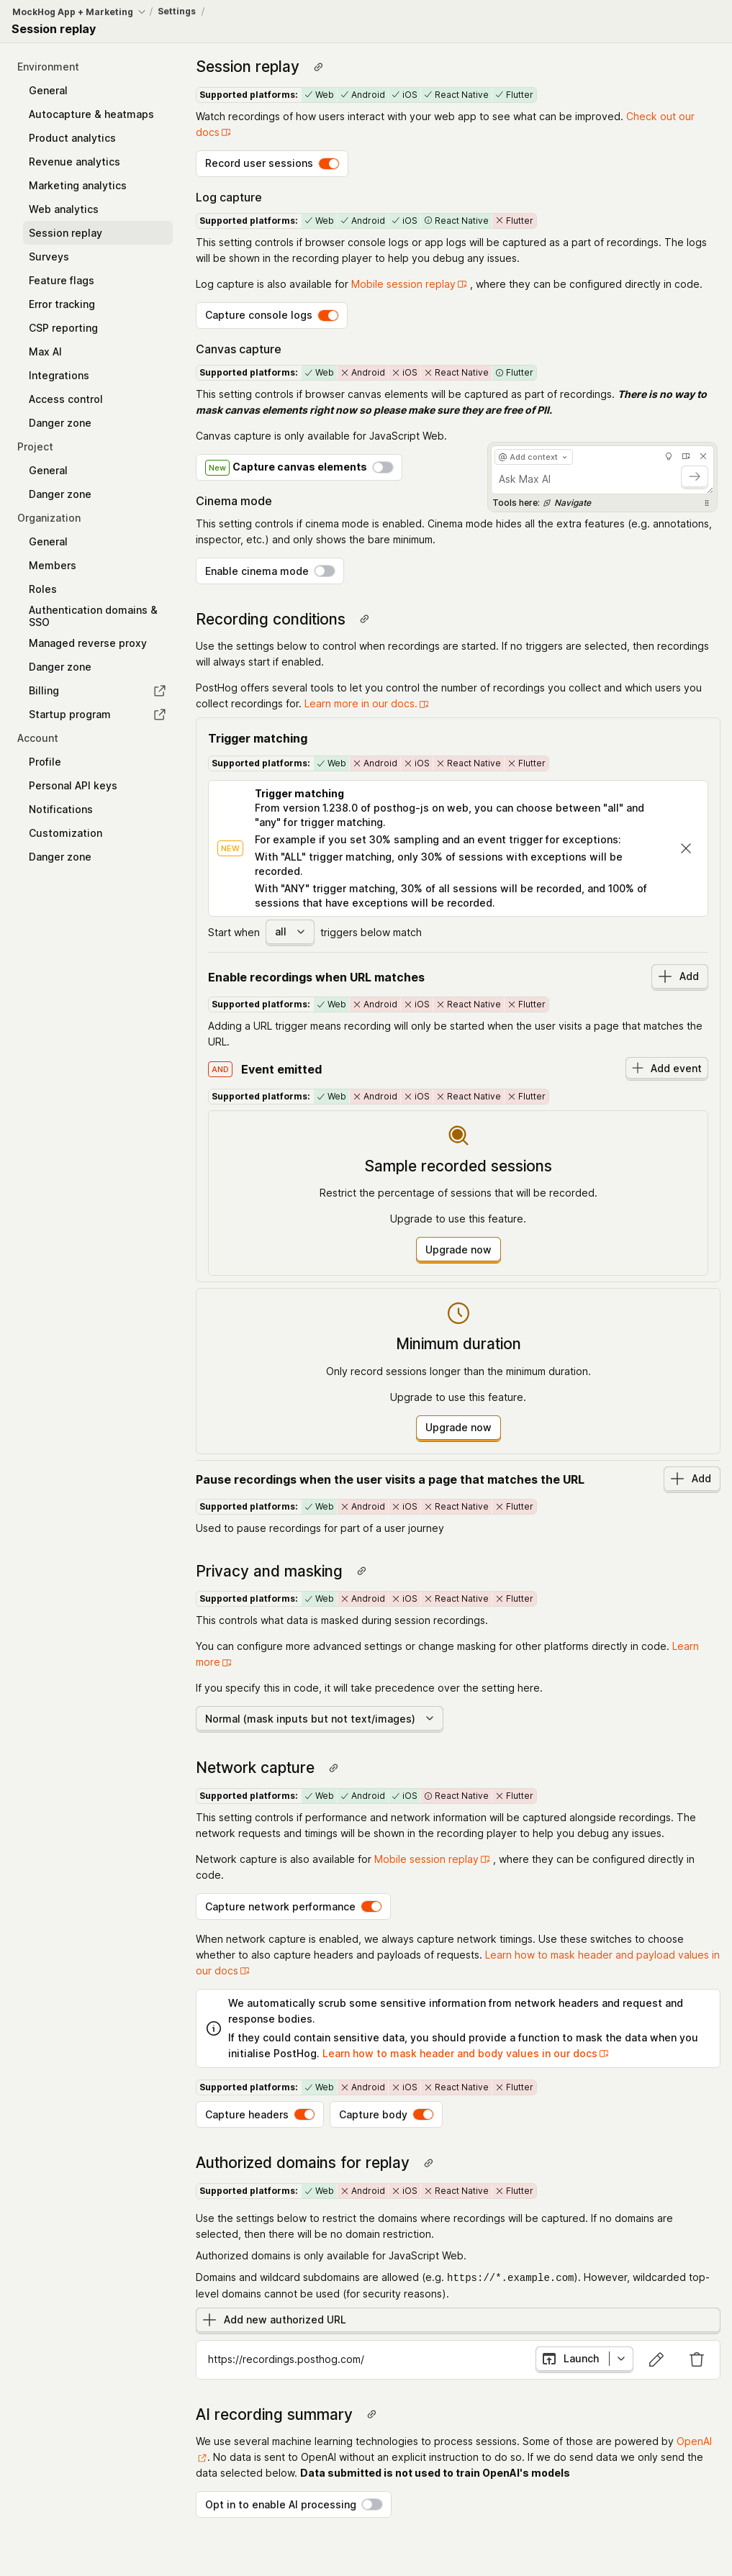 MockHog App + Marketing / Settings /
Session replay
Environment
General
Autocapture & heatmaps
Product analytics
Revenue analytics
Marketing analytics
Web analytics
Session replay
Surveys
Feature flags
Error tracking
CSP reporting
Max AI
Integrations
Access control
Danger zone
Project
General
Danger zone
Organization
General
Members
Roles
Authentication domains &
SSO
Managed reverse proxy
Danger zone
Billing
Startup program
Account
Profile
Personal API keys
Notifications
Customization
Danger zone
Session replay
Supported platforms: Web Android iOS React Native Flutter
Watch recordings of how users interact with your web app to see what can be improved. Check out our
docs
Record user sessions
Log capture
Supported platforms: Web Android iOS React Native Flutter
This setting controls if browser console logs or app logs will be captured as a part of recordings. The logs
will be shown in the recording player to help you debug any issues.
Log capture is also available for Mobile session replay , where they can be configured directly in code.
Capture console logs
Canvas capture
Supported platforms: Web Android iOS React Native Flutter
This setting controls if browser canvas elements will be captured as part of recordings. There is no way to
mask canvas elements right now so please make sure they are free of PII.
Canvas capture is only available for JavaScript Web.
New Capture canvas elements
@ Add context
Ask Max AI
Tools here: Navigate
Cinema mode
This setting controls if cinema mode is enabled. Cinema mode hides all the extra features (e.g. annotations,
inspector, etc.) and only shows the bare minimum.
Enable cinema mode
Recording conditions
Use the settings below to control when recordings are started. If no triggers are selected, then recordings
will always start if enabled.
PostHog offers several tools to let you control the number of recordings you collect and which users you
collect recordings for. Learn more in our docs.
Trigger matching
Supported platforms: Web Android iOS React Native Flutter
NEW
Trigger matching
From version 1.238.0 of posthog-js on web, you can choose between "all" and
"any" for trigger matching.
For example if you set 30% sampling and an event trigger for exceptions:
With "ALL" trigger matching, only 30% of sessions with exceptions will be
recorded.
With "ANY" trigger matching, 30% of all sessions will be recorded, and 100% of
sessions that have exceptions will be recorded.
Start when all triggers below match
Enable recordings when URL matches
Add
Supported platforms: Web Android iOS React Native Flutter
Adding a URL trigger means recording will only be started when the user visits a page that matches the
URL.
AND Event emitted
Add event
Supported platforms: Web Android iOS React Native Flutter
Sample recorded sessions
Restrict the percentage of sessions that will be recorded.
Upgrade to use this feature.
Upgrade now
Minimum duration
Only record sessions longer than the minimum duration.
Upgrade to use this feature.
Upgrade now
Pause recordings when the user visits a page that matches the URL
Add
Supported platforms: Web Android iOS React Native Flutter
Used to pause recordings for part of a user journey
Privacy and masking
Supported platforms: Web Android iOS React Native Flutter
This controls what data is masked during session recordings.
You can configure more advanced settings or change masking for other platforms directly in code. Learn
more
If you specify this in code, it will take precedence over the setting here.
Normal (mask inputs but not text/images)
Network capture
Supported platforms: Web Android iOS React Native Flutter
This setting controls if performance and network information will be captured alongside recordings. The
network requests and timings will be shown in the recording player to help you debug any issues.
Network capture is also available for Mobile session replay , where they can be configured directly in
code.
Capture network performance
When network capture is enabled, we always capture network timings. Use these switches to choose
whether to also capture headers and payloads of requests. Learn how to mask header and payload values in
our docs
We automatically scrub some sensitive information from network headers and request and
response bodies.
If they could contain sensitive data, you should provide a function to mask the data when you
initialise PostHog. Learn how to mask header and body values in our docs
Supported platforms: Web Android iOS React Native Flutter
Capture headers
Capture body
Authorized domains for replay
Supported platforms: Web Android iOS React Native Flutter
Use the settings below to restrict the domains where recordings will be captured. If no domains are
selected, then there will be no domain restriction.
Authorized domains is only available for JavaScript Web.
Domains and wildcard subdomains are allowed (e.g. https://*.example.com). However, wildcarded top-
level domains cannot be used (for security reasons).
Add new authorized URL
https://recordings.posthog.com/
Launch
AI recording summary
We use several machine learning technologies to process sessions. Some of those are powered by OpenAI
. No data is sent to OpenAI without an explicit instruction to do so. If we do send data we only send the
data selected below. Data submitted is not used to train OpenAI's models
Opt in to enable AI processing